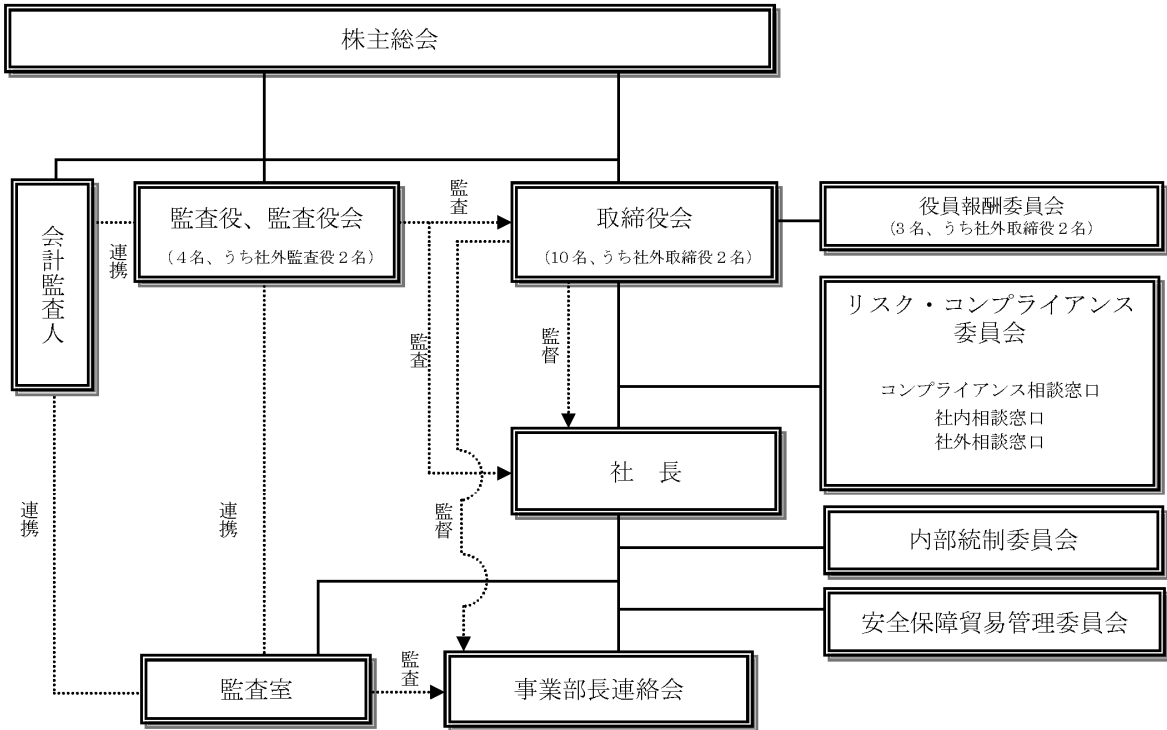 株主総会
会計監査人
連携
監査役、監査役会
（４名、うち社外監査役２名）
監査
取締役会
（10名、うち社外取締役２名）
役員報酬委員会
（３名、うち社外取締役２名）
リスク・コンプライアンス
委員会
コンプライアンス相談窓口
社内相談窓口
社外相談窓口
監査
監督
社　長
連携
連携
監督
内部統制委員会
安全保障貿易管理委員会
監査室
監査
事業部長連絡会